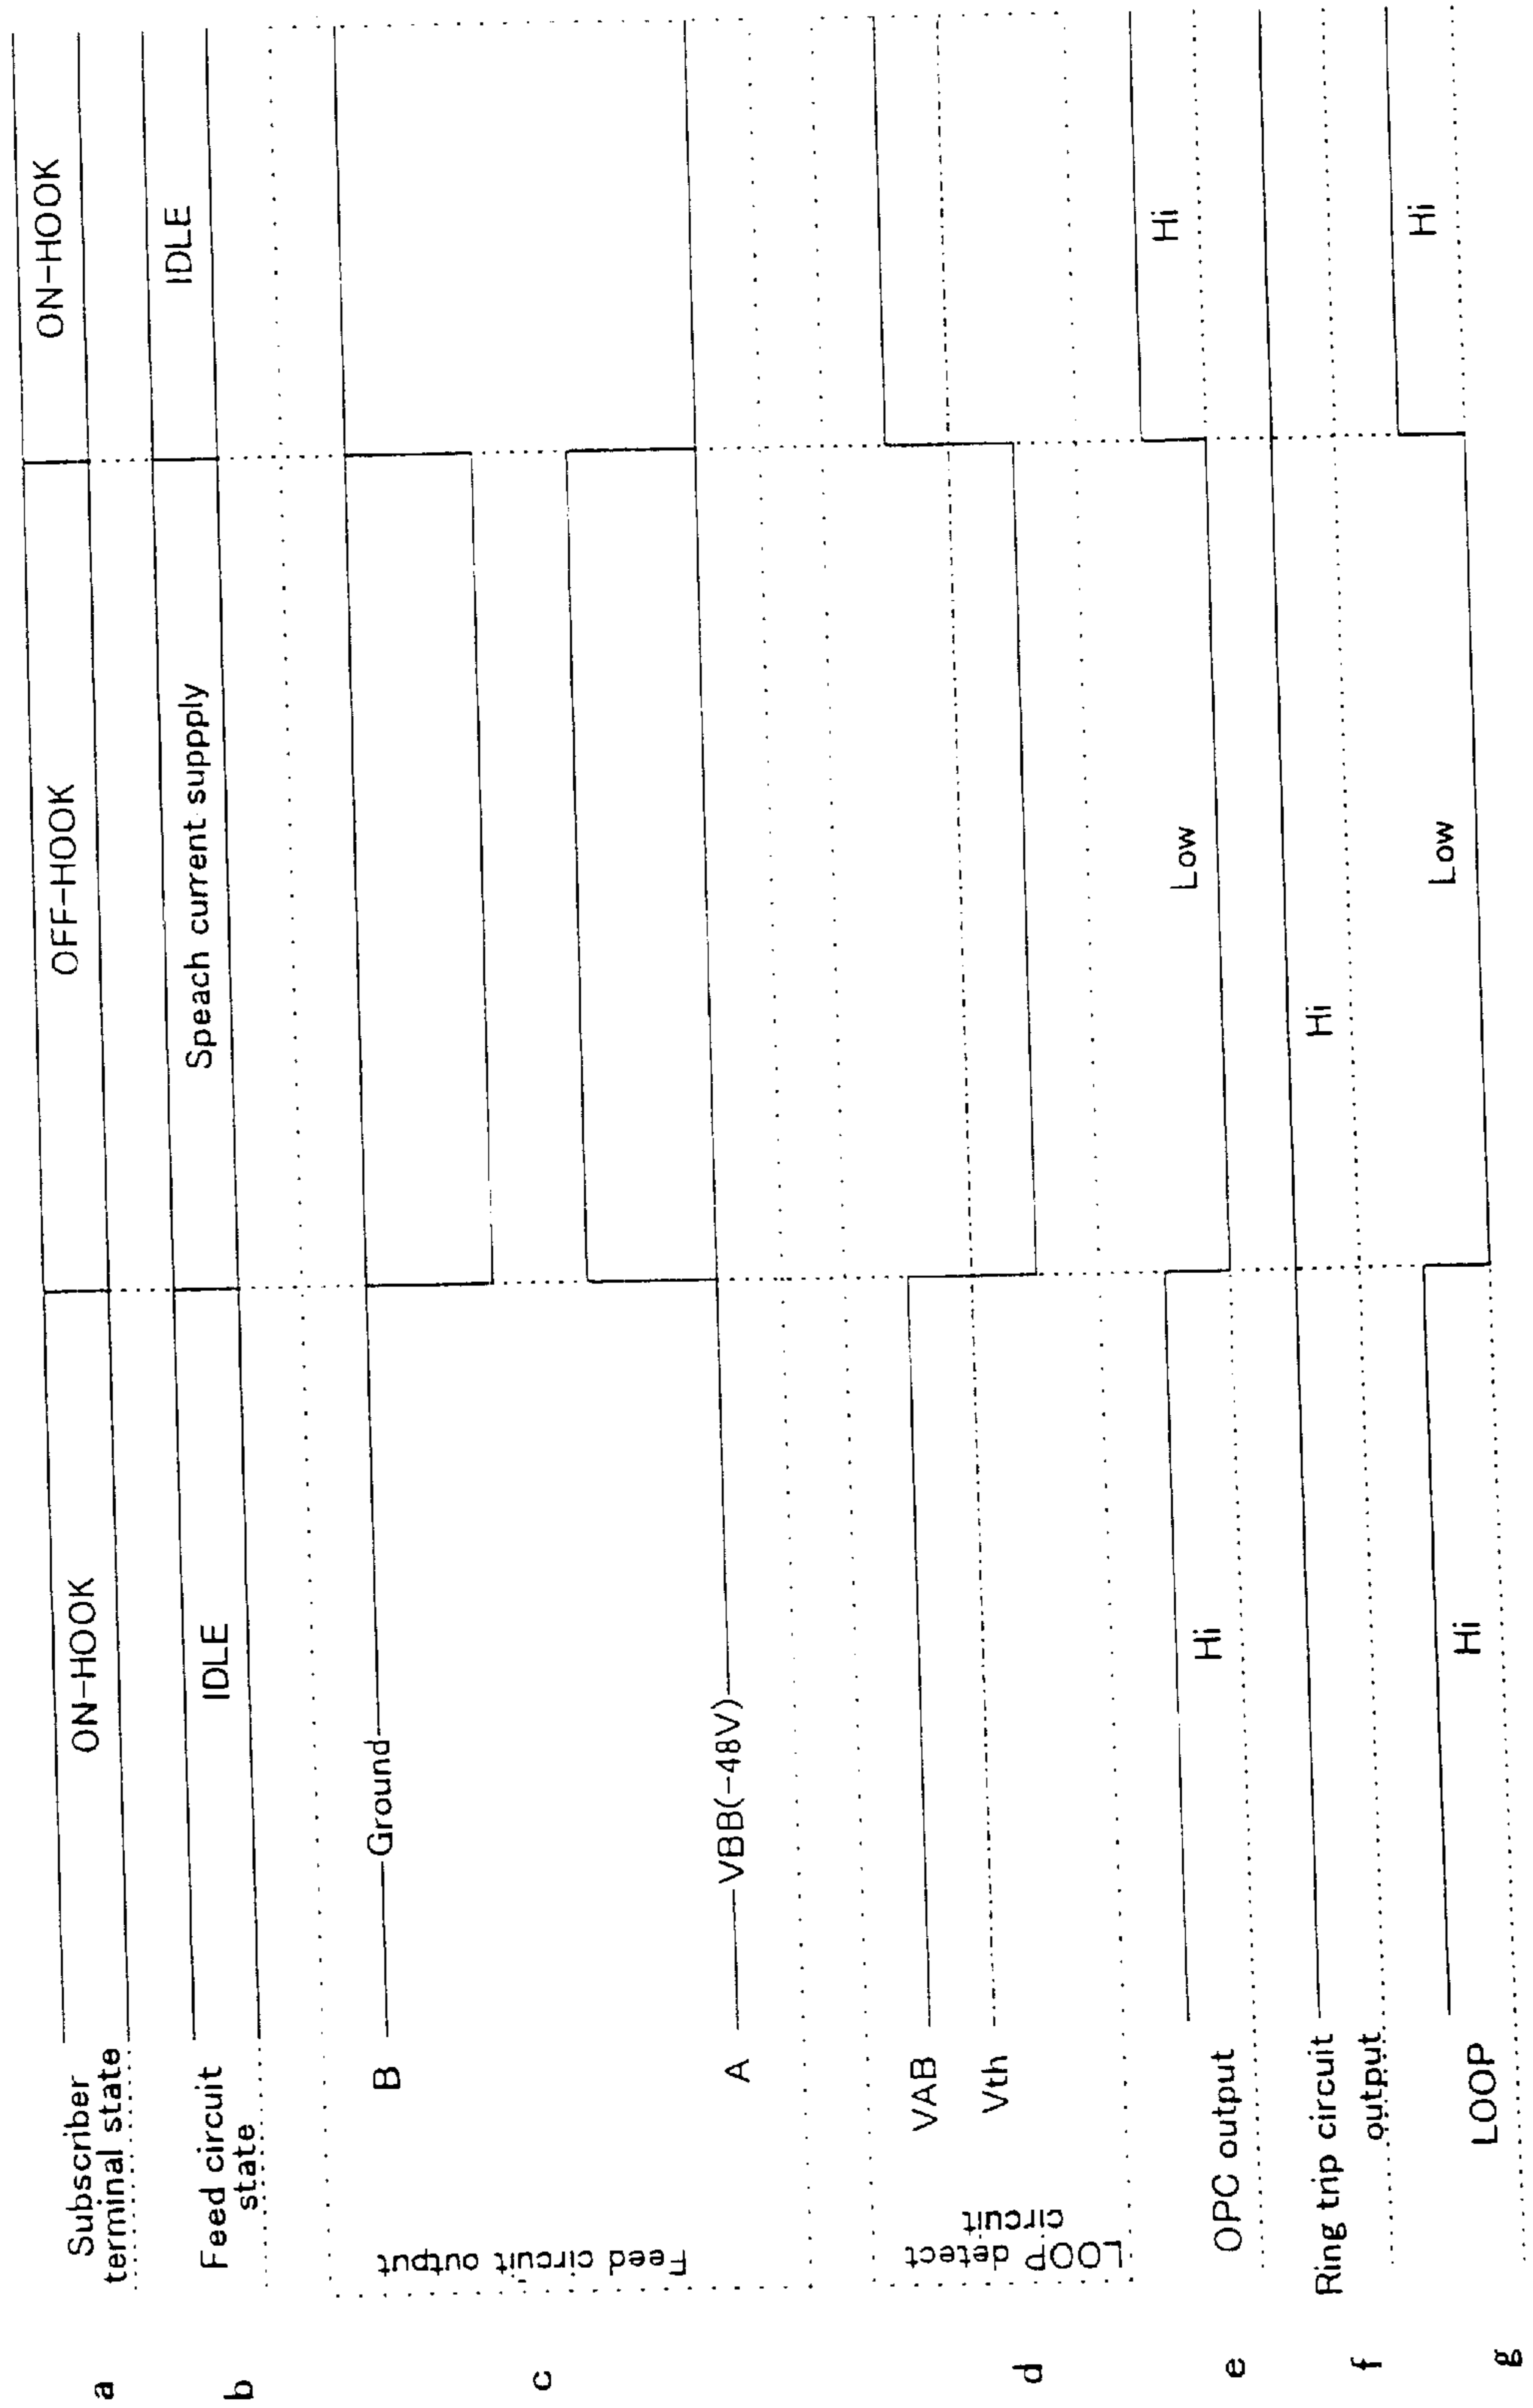 a
Subscriber
terminal state
ON-HOOK
OFF-HOOK
ON-HOOK
b
Feed circuit
state
IDLE
Speach current suppply
IDLE
c
Feed circuit output
B
Ground
A
VBB(-48V)
d
LOOP detect
circuit
VAB
Vth
e
OPC output
Hi
Low
Hi
f
Ring trip circuit
output
Hi
g
LOOP
Hi
Low
Hi